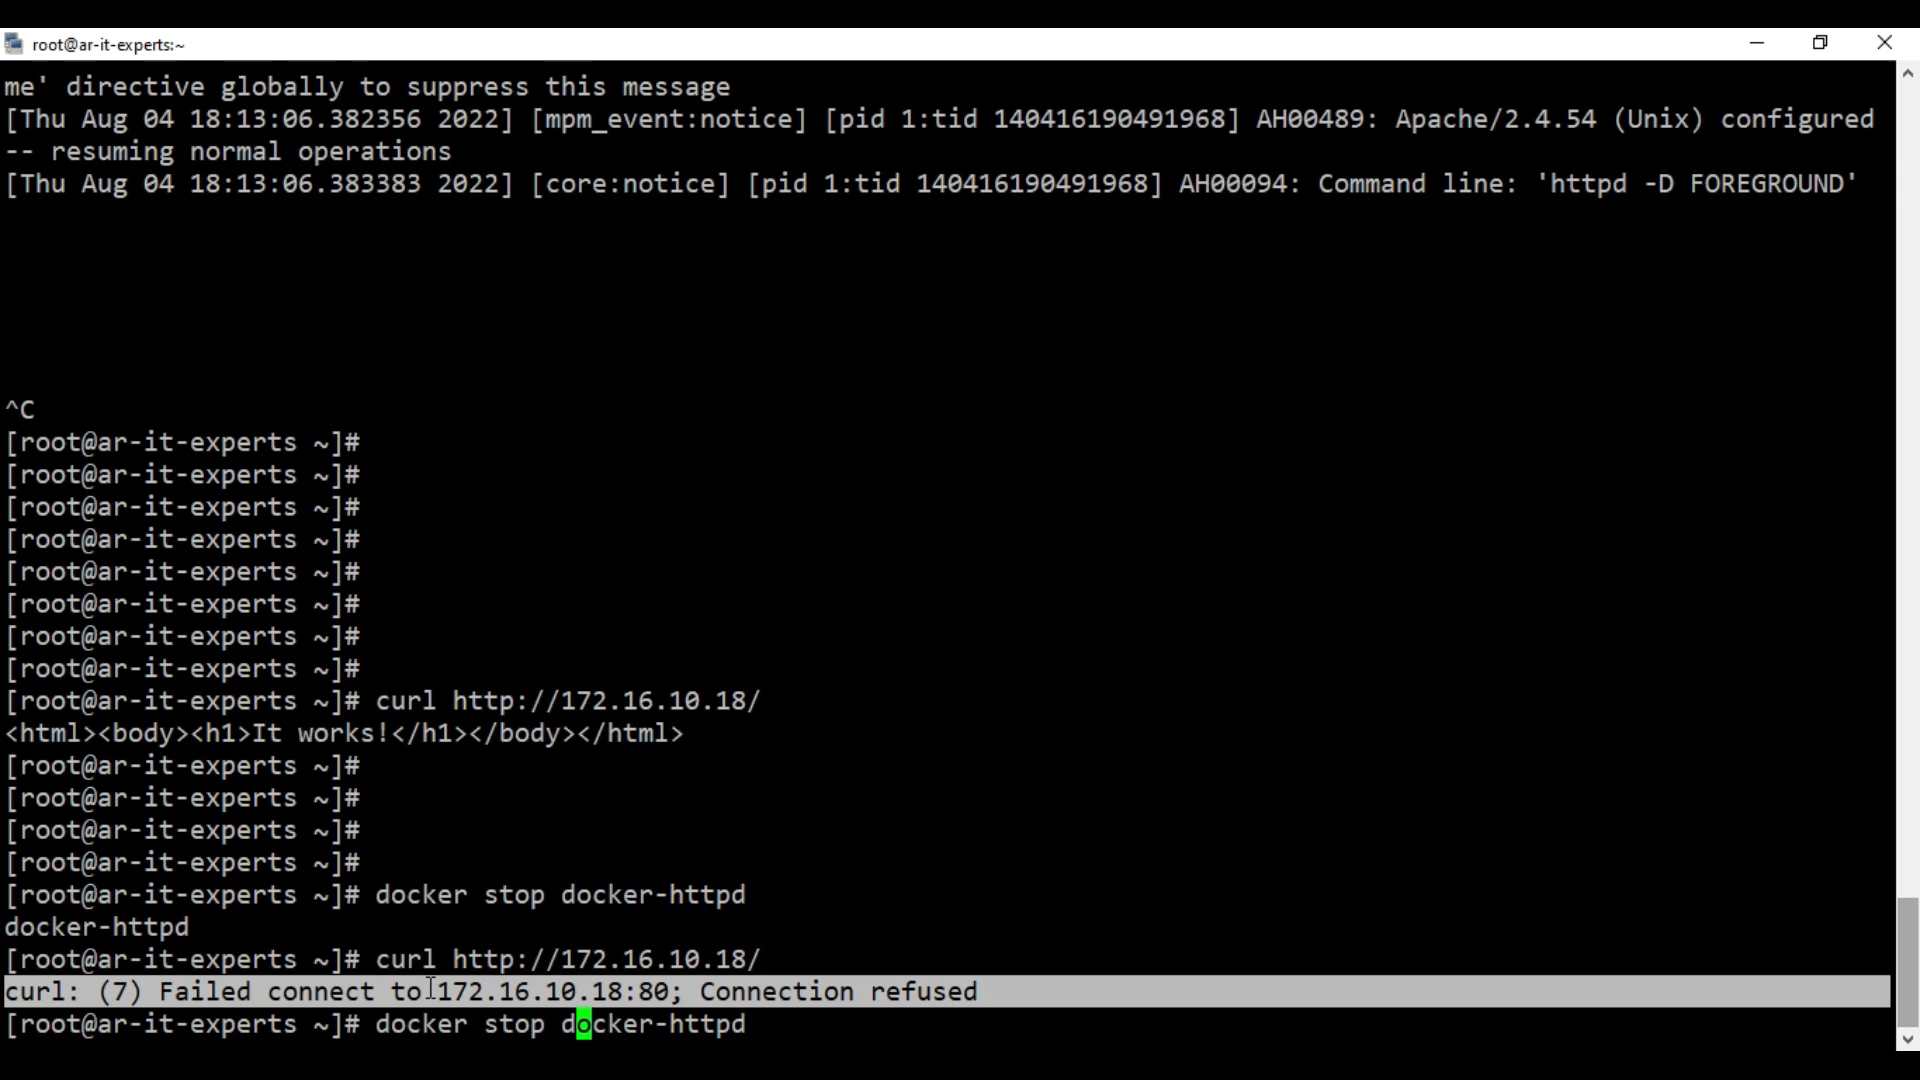 root@ar-it-experts:~
me' directive globally to suppress this message
[Thu Aug 04 18:13:06.382356 2022] [mpm_event:notice] [pid 1:tid 140416190491968] AH00489: Apache/2.4.54 (Unix) configured
-- resuming normal operations
[Thu Aug 04 18:13:06.383383 2022] [core:notice] [pid 1:tid 140416190491968] AH00094: Command line: 'httpd -D FOREGROUND'
^C
[root@ar-it-experts ~]#
[root@ar-it-experts ~]#
[root@ar-it-experts ~]#
[root@ar-it-experts ~]#
[root@ar-it-experts ~]#
[root@ar-it-experts ~]#
[root@ar-it-experts ~]#
[root@ar-it-experts ~]#
[root@ar-it-experts ~]# curl http://172.16.10.18/
<html><body><h1>It works!</h1></body></html>
[root@ar-it-experts ~]#
[root@ar-it-experts ~]#
[root@ar-it-experts ~]#
[root@ar-it-experts ~]#
[root@ar-it-experts ~]# docker stop docker-httpd
docker-httpd
[root@ar-it-experts ~]# curl http://172.16.10.18/
curl: (7) Failed connect to 172.16.10.18:80; Connection refused
[root@ar-it-experts ~]# docker stop docker-httpd